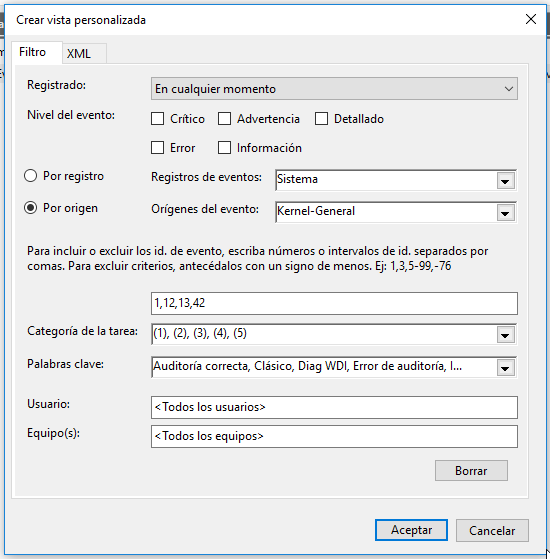 Crear vista personalizada
Filtro XML
Registrado: En cualquier momento
Nivel del evento: Crítico Advertencia Detallado
Error Información
Por registro Registros de eventos: Sistema
Por origen Orígenes del evento: Kernel-General
Para incluir o excluir los id. de evento, escriba números o intervalos de id. separados por
comas. Para excluir criterios, antecédalos con un signo de menos. Ej: 1,3,5-99,-76
1,12,13,42
Categoría de la tarea: (1), (2), (3), (4), (5)
Palabras clave: Auditoría correcta, Clásico, Diag WDI, Error de auditoría, I...
Usuario: <Todos los usuarios>
Equipo(s): <Todos los equipos>
Borrar
Aceptar Cancelar